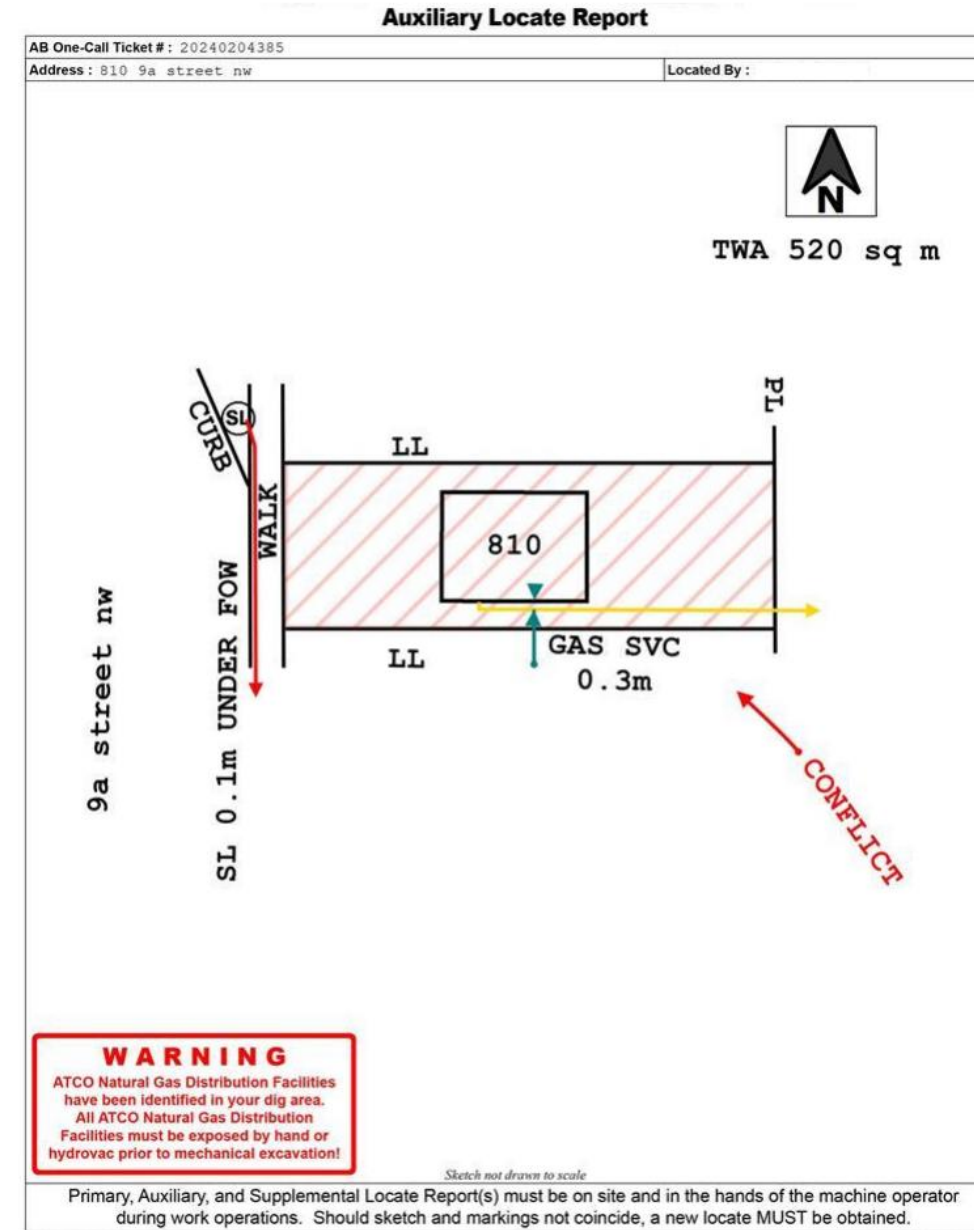 Auxiliary Locate Report
AB One-Call Ticket # : 20240204385
Address : 810 9a street nw
Located By :
N
TWA 520 sq m
PL
SL
CURB
LL
WALK
810
9a street nw
SL 0.1m UNDER FOW
LL
GAS SVC
0.3m
CONFLICT
WARNING
ATCO Natural Gas Distribution Facilities
have been identified in your dig area.
All ATCO Natural Gas Distribution
Facilities must be exposed by hand or
hydrovac prior to mechanical excavation!
Sketch not drawn to scale
Primary, Auxiliary, and Supplemental Locate Report(s) must be on site and in the hands of the machine operator
during work operations. Should sketch and markings not coincide, a new locate MUST be obtained.